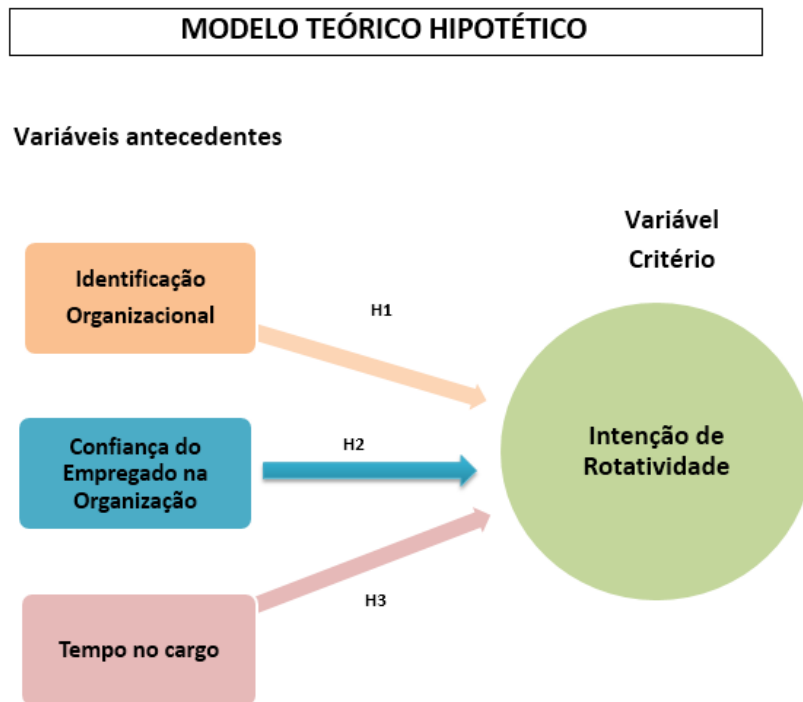 MODELO TEÓRICO HIPOTÉTICO
Variáveis antecedentes
Variável
Critério
Identificação
Organizacional
H1
Confiança do
Empregado na
Organização
H2
Intenção de
Rotatividade
H3
Tempo no cargo